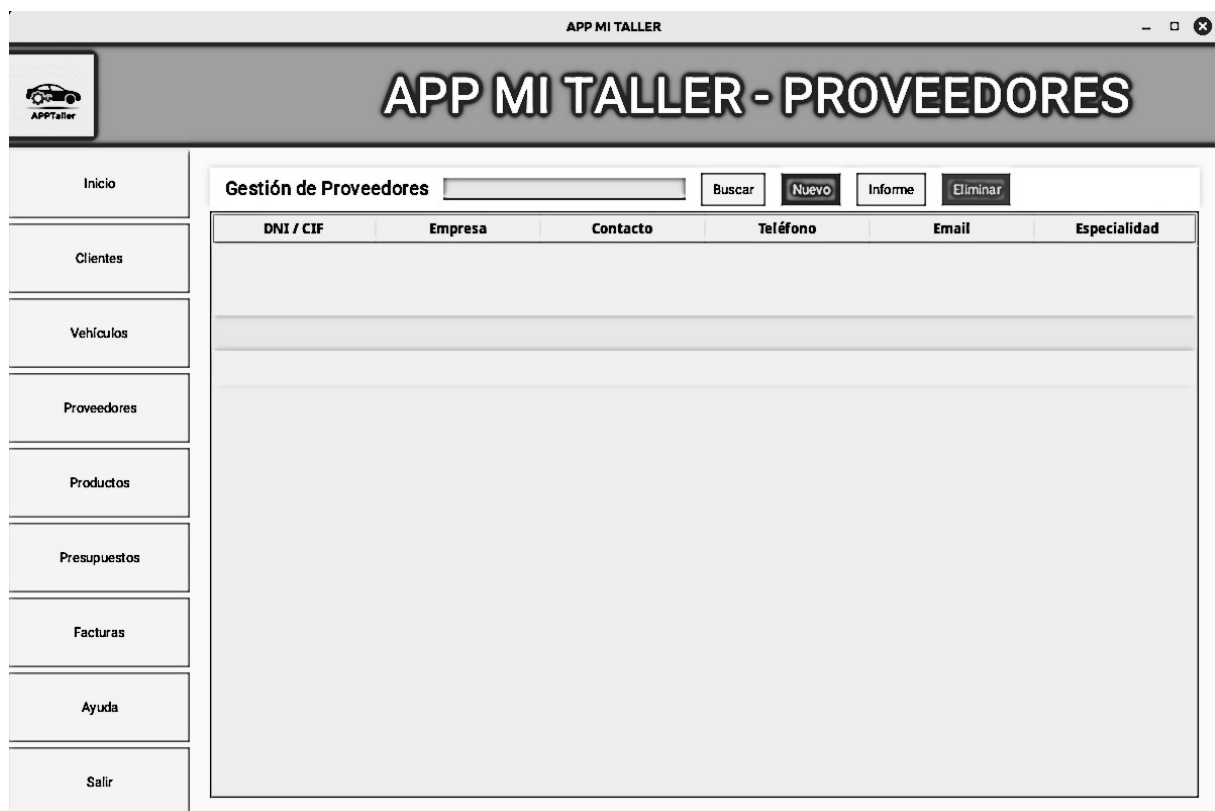 APP MI TALLER
APPTaller
APP MI TALLER - PROVEEDORES
Inicio
Clientes
Vehículos
Proveedores
Productos
Presupuestos
Facturas
Ayuda
Salir
Gestión de Proveedores Buscar Nuevo Informe Eliminar
DNI / CIF Empresa Contacto Teléfono Email Especialidad